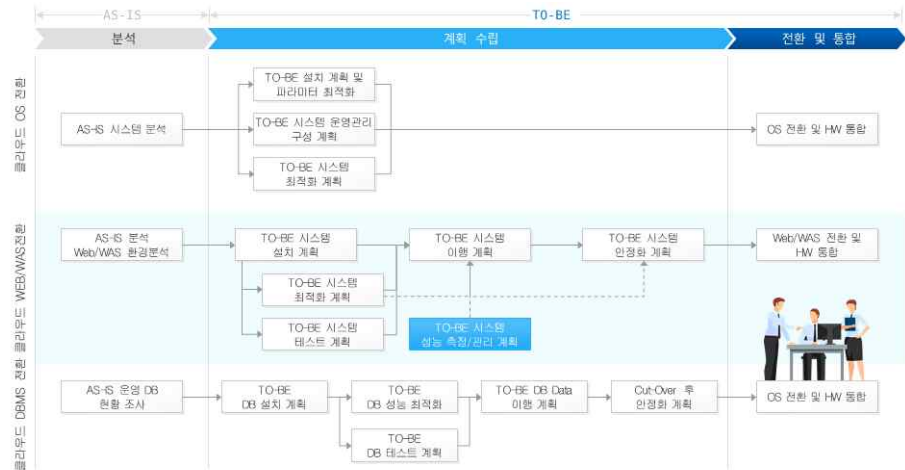 AS-IS
TO-BE
분석
계획 수립
전환 및 통합
클라우드 OS 전환
AS-IS 시스템 분석
TO-BE 설치 계획 및
파라미터 최적화
TO-BE 시스템 운영관리
구성 계획
TO-BE 시스템
최적화 계획
OS 전환 및 HW 통합
클라우드 WEB/WAS전환
AS-IS 분석
Web/WAS 환경분석
TO-BE 시스템
설치 계획
TO-BE 시스템
이행 계획
TO-BE 시스템
안정화 계획
Web/WAS 전환 및
HW 통합
TO-BE 시스템
최적화 계획
TO-BE 시스템
테스트 계획
TO-BE 시스템
성능 측정/관리 계획
클라우드 DBMS 전환
AS-IS 운영 DB
현황 조사
TO-BE
DB 설치 계획
TO-BE
DB 성능 최적화
TO-BE DB Data
이행 계획
Cut-Over 후
안정화 계획
OS 전환 및 HW 통합
TO-BE
DB 테스트 계획